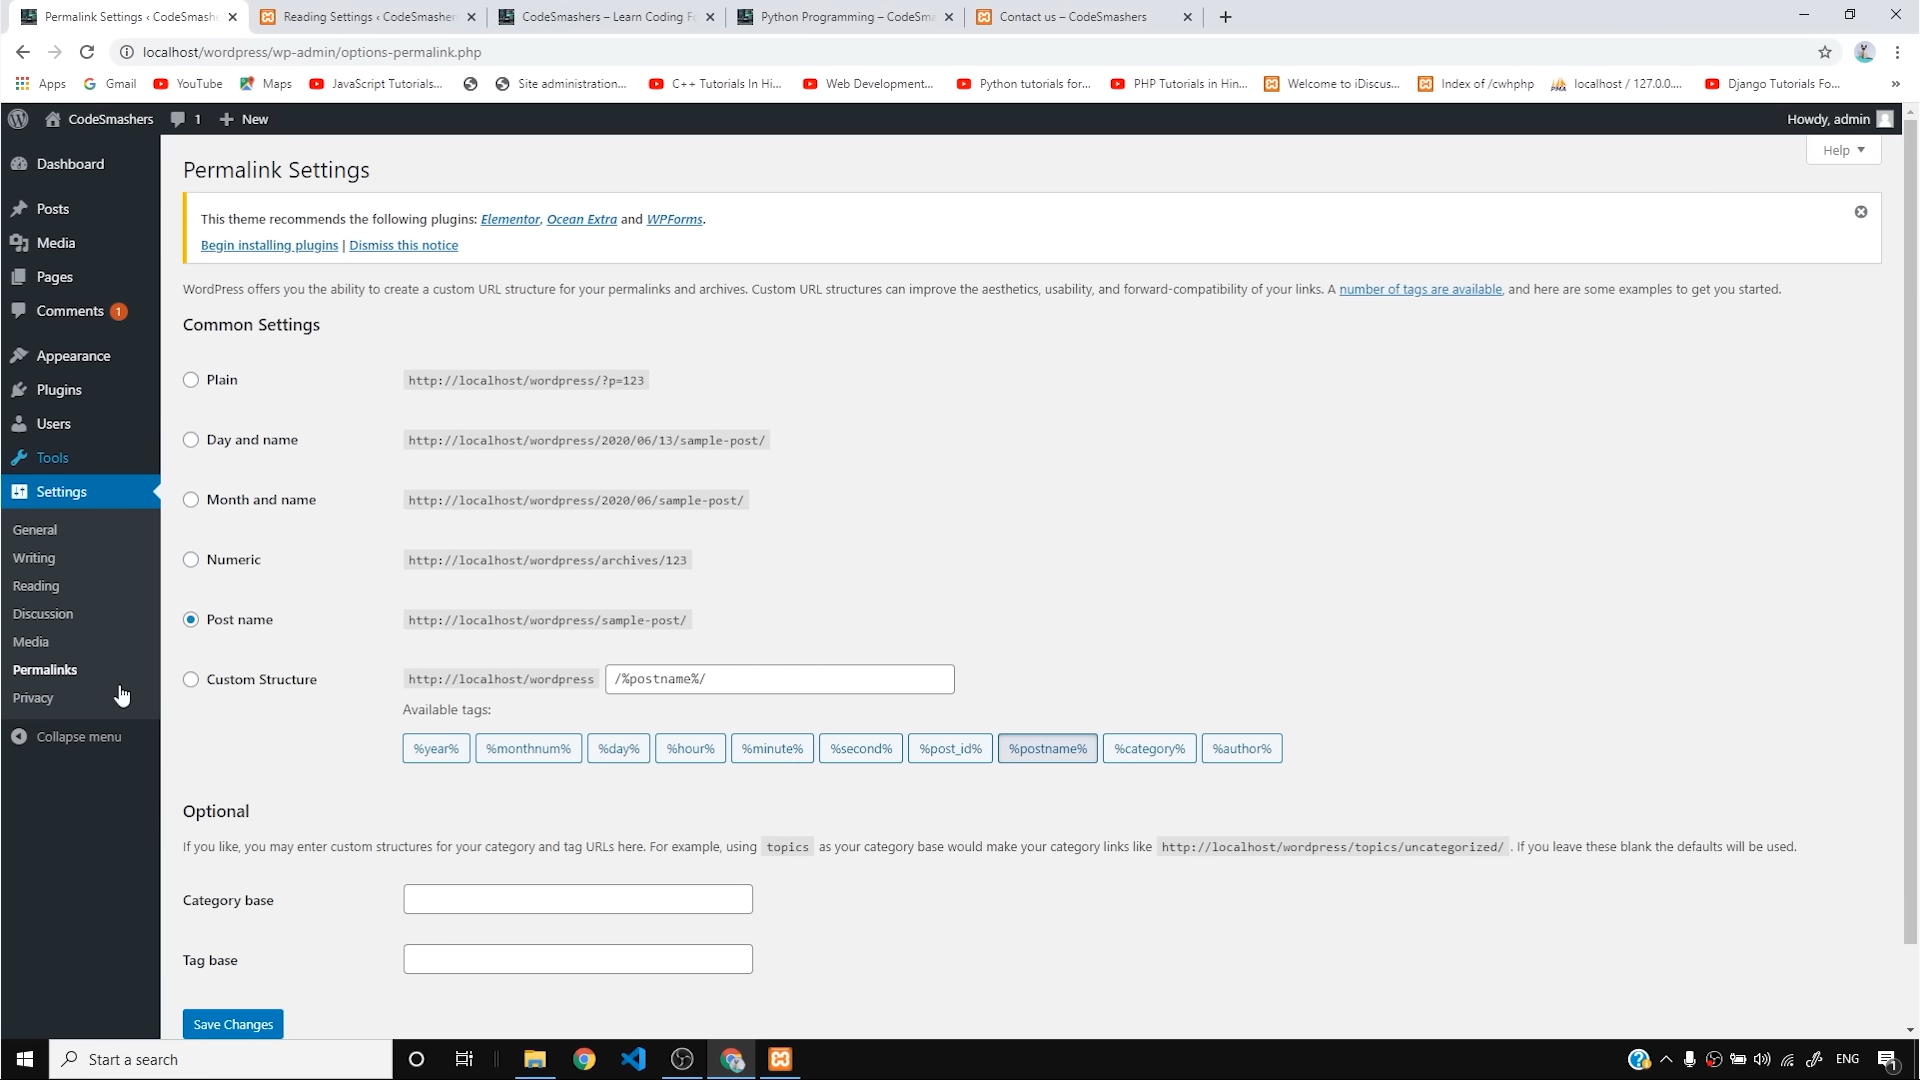 Permalink Settings ‹ CodeSmashe
Reading Settings ‹ CodeSmasher
CodeSmashers – Learn Coding F
Python Programming – CodeSma
Contact us – CodeSmashers
localhost/wordpress/wp-admin/options-permalink.php
Apps
Gmail
YouTube
Maps
JavaScript Tutorials...
Site administration...
C++ Tutorials In Hi...
Web Development...
Python tutorials for...
PHP Tutorials in Hin...
Welcome to iDiscus...
Index of /cwhphp
localhost / 127.0.0....
Django Tutorials Fo...
»
CodeSmashers
1
New
Howdy, admin
Dashboard
Posts
Media
Pages
Comments 1
Appearance
Plugins
Users
Tools
Settings
General
Writing
Reading
Discussion
Media
Permalinks
Privacy
Collapse menu
Help
Permalink Settings
This theme recommends the following plugins: Elementor, Ocean Extra and WPForms.
Begin installing plugins | Dismiss this notice
WordPress offers you the ability to create a custom URL structure for your permalinks and archives. Custom URL structures can improve the aesthetics, usability, and forward-compatibility of your links. A number of tags are available, and here are some examples to get you started.
Common Settings
Plain http://localhost/wordpress/?p=123
Day and name http://localhost/wordpress/2020/06/13/sample-post/
Month and name http://localhost/wordpress/2020/06/sample-post/
Numeric http://localhost/wordpress/archives/123
Post name http://localhost/wordpress/sample-post/
Custom Structure http://localhost/wordpress /%postname%/
Available tags:
%year% %monthnum% %day% %hour% %minute% %second% %post_id% %postname% %category% %author%
Optional
If you like, you may enter custom structures for your category and tag URLs here. For example, using topics as your category base would make your category links like http://localhost/wordpress/topics/uncategorized/ . If you leave these blank the defaults will be used.
Category base
Tag base
Save Changes
Start a search
ENG
1